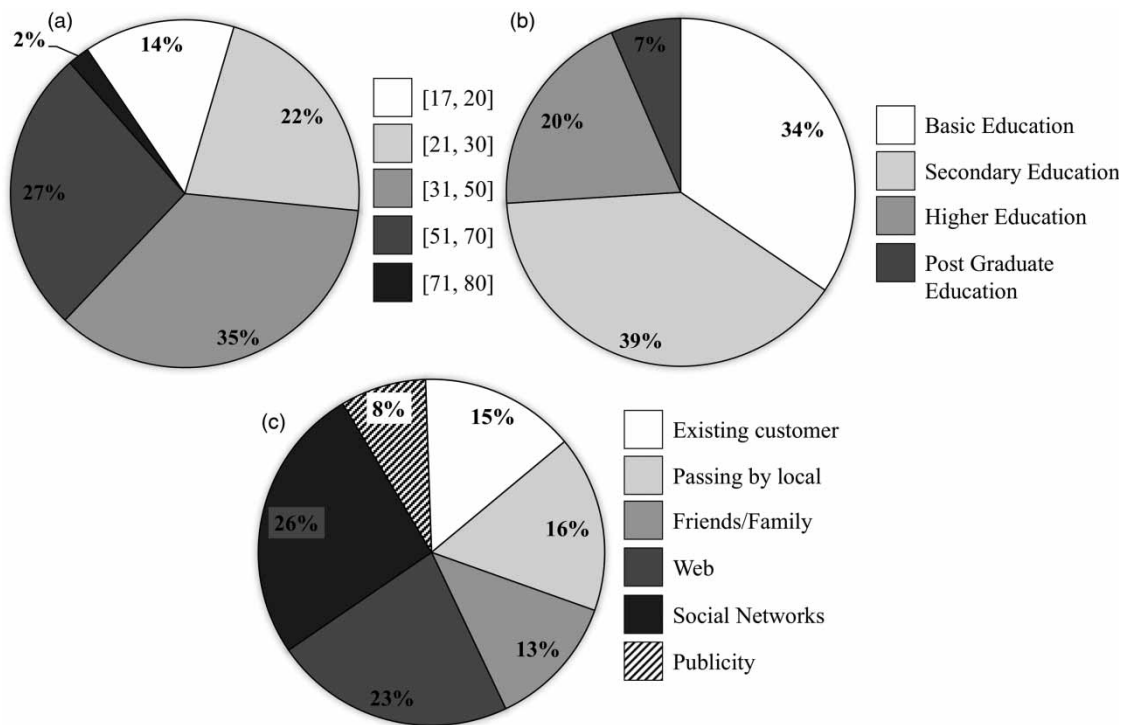 (a)
2%
14%
22%
27%
35%
[17, 20]
[21, 30]
[31, 50]
[51, 70]
[71, 80]
(b)
7%
20%
34%
39%
Basic Education
Secondary Education
Higher Education
Post Graduate
Education
(c)
8%
15%
26%
16%
13%
23%
Existing customer
Passing by local
Friends/Family
Web
Social Networks
Publicity